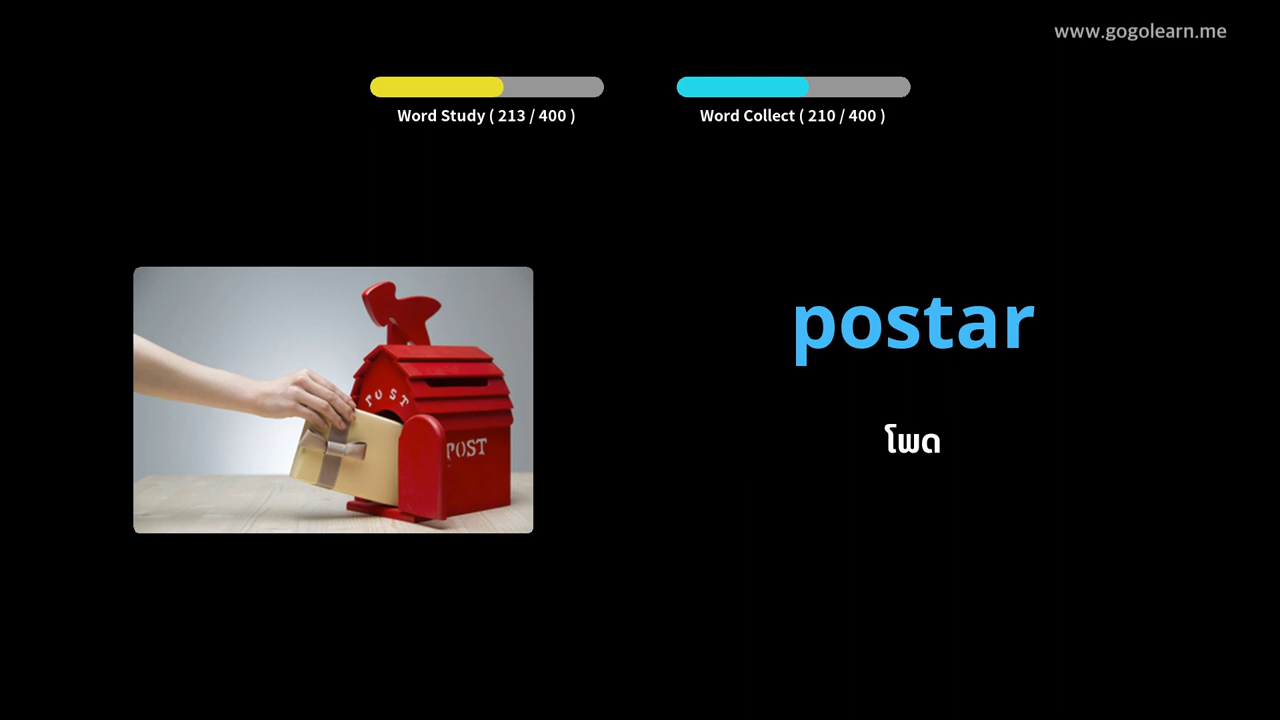 www.gogolearn.me
Word Study ( 213 / 400 )
Word Collect ( 210 / 400 )
postar
โพด
POST
POST